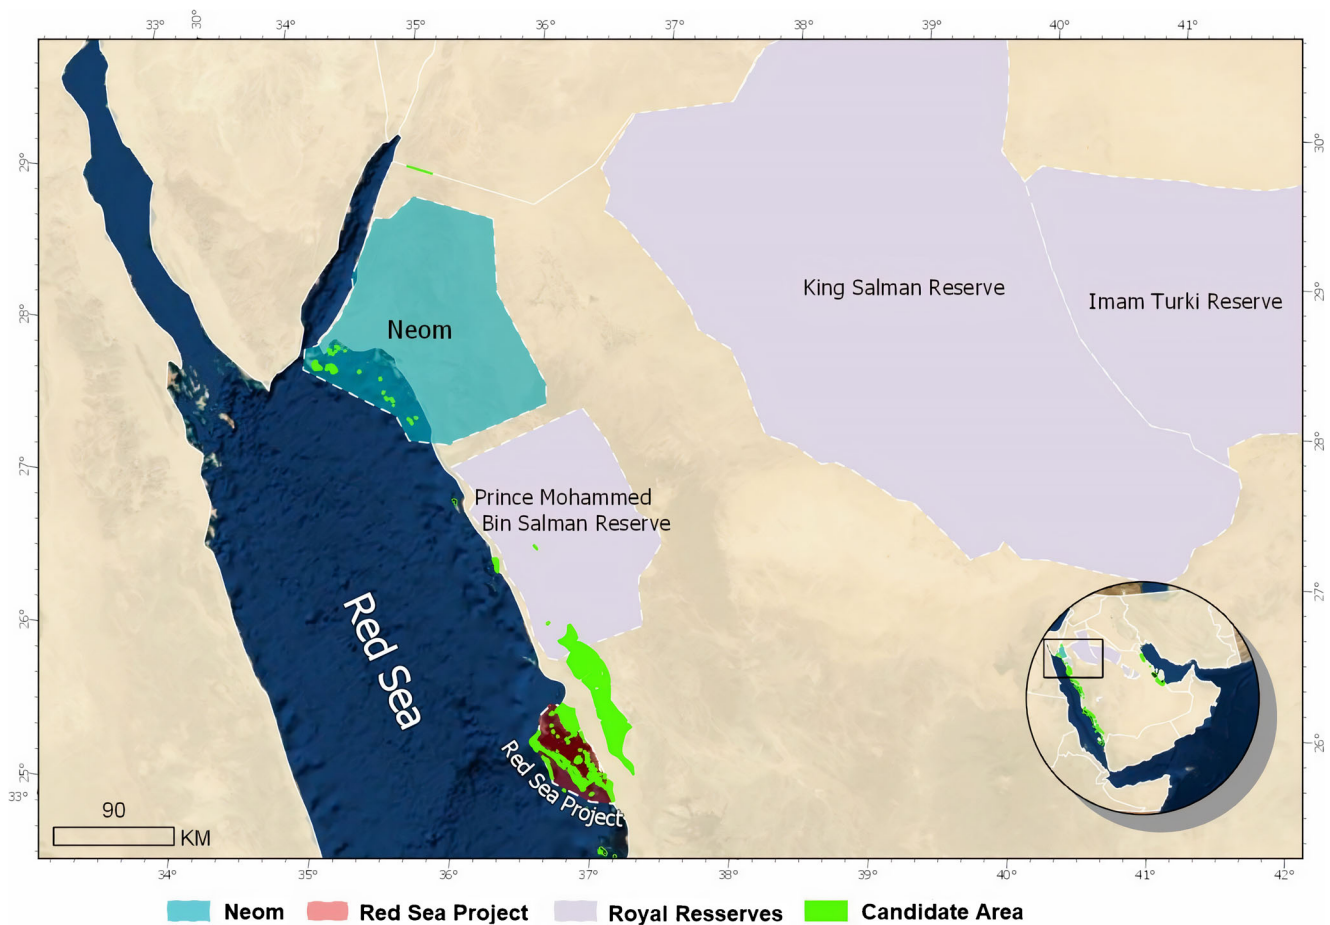 33° 30° 34° 35° 36° 37° 38° 39° 40° 41°
29°
30°
28°
29°
27°
28°
26°
27°
25°
26°
33°
King Salman Reserve
Imam Turki Reserve
Neom
Prince Mohammed
Bin Salman Reserve
Red Sea
Red Sea Project
90
KM
34° 35° 36° 37° 38° 39° 40° 41° 42°
Neom Red Sea Project Royal Resserves Candidate Area